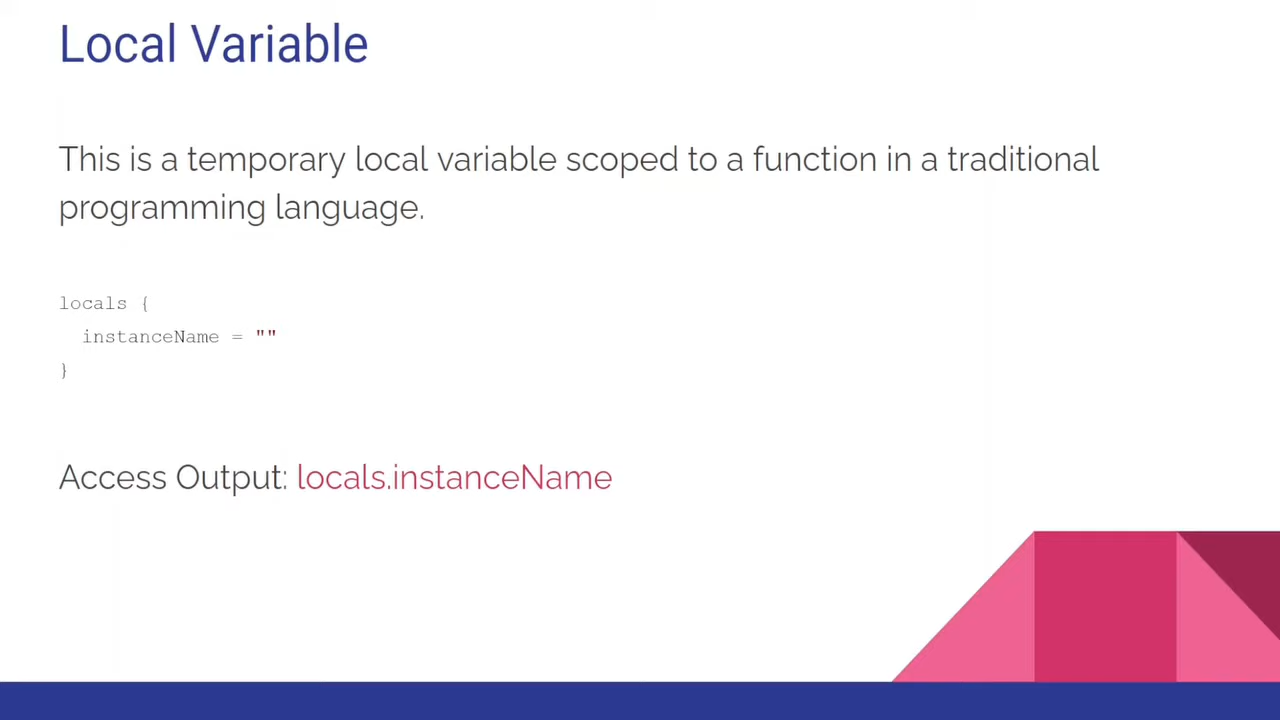 Local Variable
This is a temporary local variable scoped to a function in a traditional
programming language.
locals {
  instanceName = ""
}
Access Output: locals.instanceName